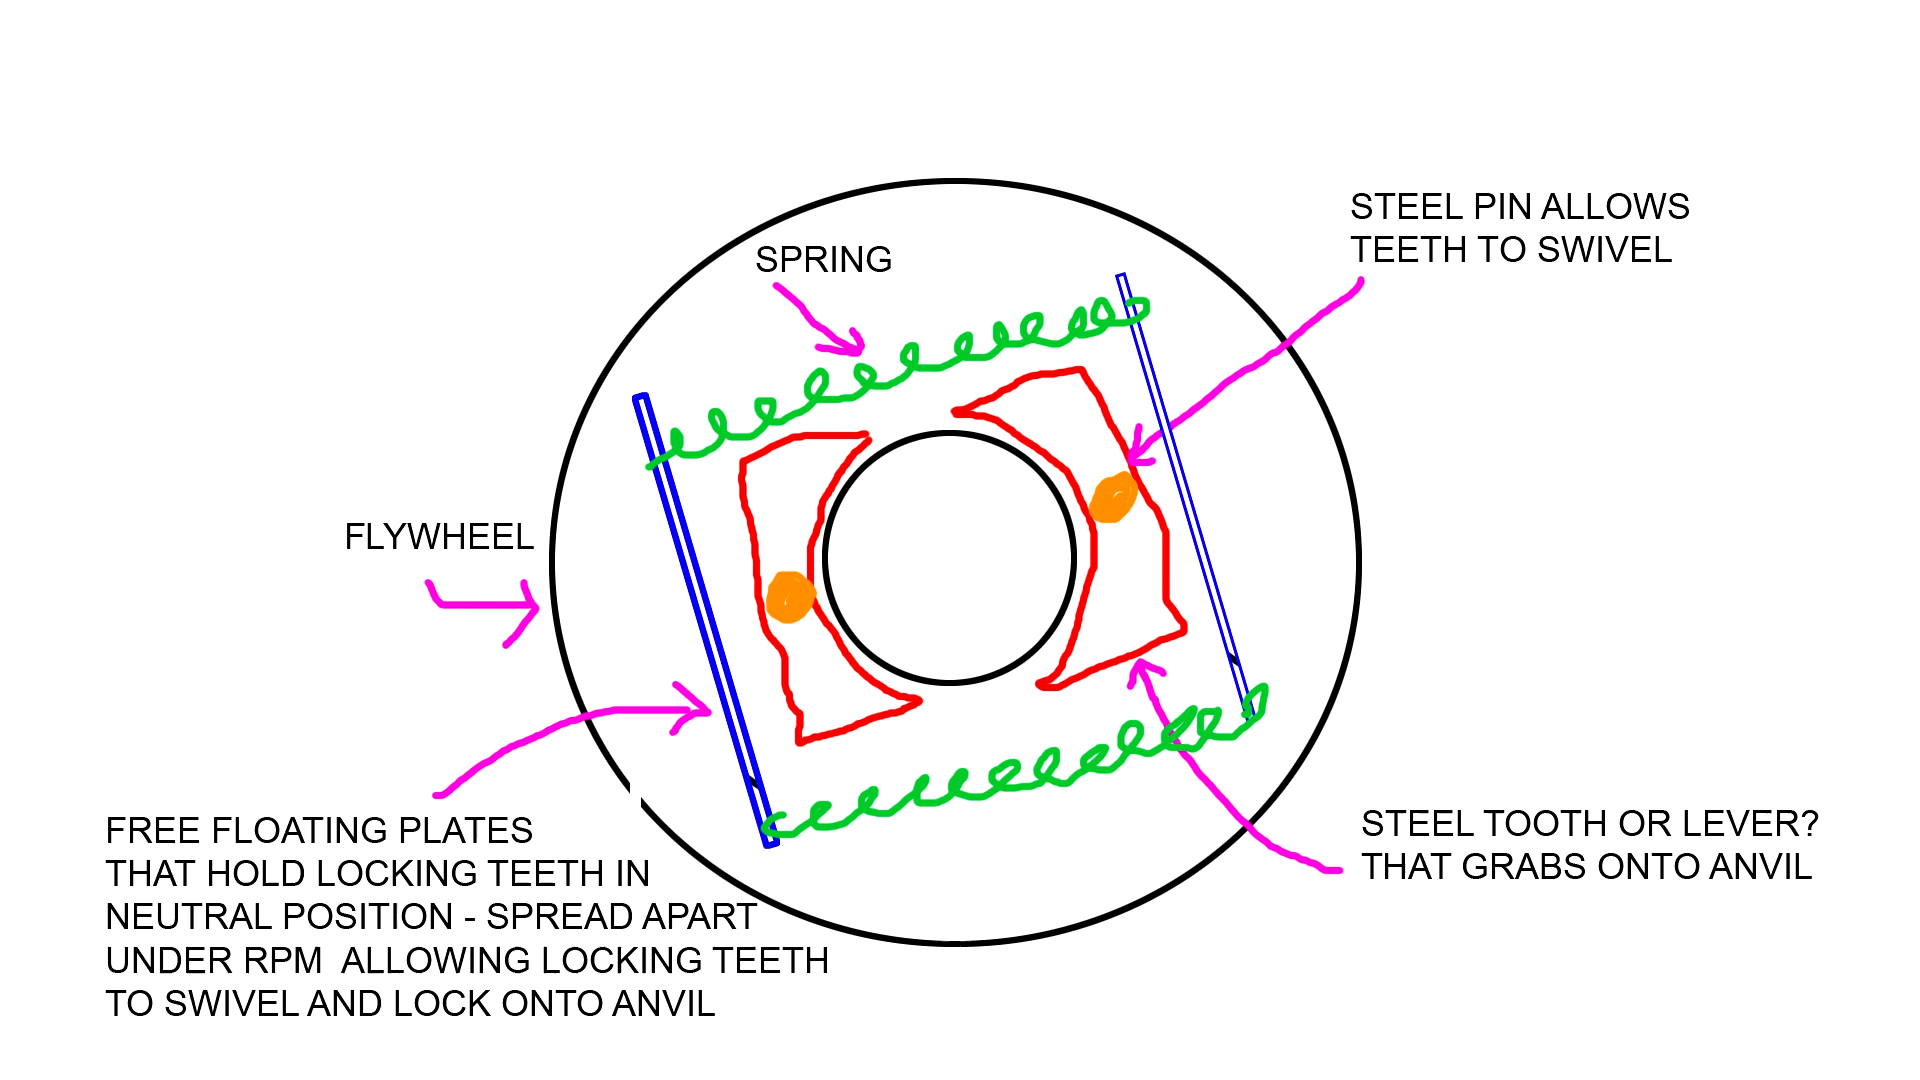 STEEL PIN ALLOWS
TEETH TO SWIVEL
SPRING
FLYWHEEL
FREE FLOATING PLATES
THAT HOLD LOCKING TEETH IN
NEUTRAL POSITION - SPREAD APART
UNDER RPM  ALLOWING LOCKING TEETH
TO SWIVEL AND LOCK ONTO ANVIL
STEEL TOOTH OR LEVER?
THAT GRABS ONTO ANVIL